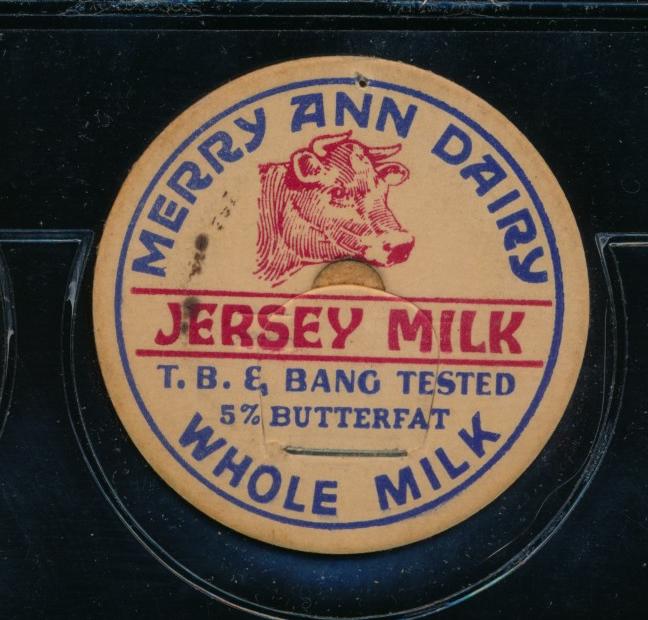 MERRY ANN DAIRY
JERSEY MILK
T. B. & BANG TESTED
5% BUTTERFAT
WHOLE MILK